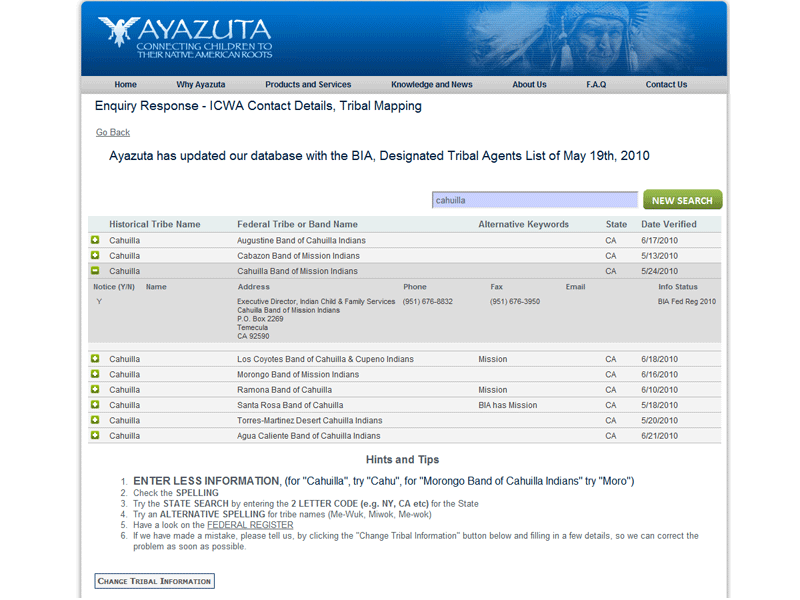 AYAZUTA
CONNECTING CHILDREN TO
THEIR NATIVE AMERICAN ROOTS
Home Why Ayazuta Products and Services Knowledge and News About Us F.A.Q Contact Us
Enquiry Response - ICWA Contact Details, Tribal Mapping
Go Back
Ayazuta has updated our database with the BIA, Designated Tribal Agents List of May 19th, 2010
cahuilla NEW SEARCH
Historical Tribe Name Federal Tribe or Band Name Alternative Keywords State Date Verified
Cahuilla Augustine Band of Cahuilla Indians CA 6/17/2010
Cahuilla Cabazon Band of Mission Indians CA 5/13/2010
Cahuilla Cahuilla Band of Mission Indians CA 5/24/2010
Notice (Y/N) Name Address Phone Fax Email Info Status
Y Executive Director, Indian Child & Family Services (951) 676-8832 (951) 676-3950 BIA Fed Reg 2010
Cahuilla Band of Mission Indians
P.O. Box 2269
Temecula
CA 92590
Cahuilla Los Coyotes Band of Cahuilla & Cupeno Indians Mission CA 6/18/2010
Cahuilla Morongo Band of Mission Indians CA 6/16/2010
Cahuilla Ramona Band of Cahuilla Mission CA 6/10/2010
Cahuilla Santa Rosa Band of Cahuilla BIA has Mission CA 5/18/2010
Cahuilla Torres-Martinez Desert Cahuilla Indians CA 5/20/2010
Cahuilla Agua Caliente Band of Cahuilla Indians CA 6/21/2010
Hints and Tips
1. ENTER LESS INFORMATION, (for "Cahuilla", try "Cahu", for "Morongo Band of Cahuilla Indians" try "Moro")
2. Check the SPELLING
3. Try the STATE SEARCH by entering the 2 LETTER CODE (e.g. NY, CA etc) for the State
4. Try an ALTERNATIVE SPELLING for tribe names (Me-Wuk, Miwok, Me-wok)
5. Have a look on the FEDERAL REGISTER
6. If we have made a mistake, please tell us, by clicking the "Change Tribal Information" button below and filling in a few details, so we can correct the
problem as soon as possible.
CHANGE TRIBAL INFORMATION